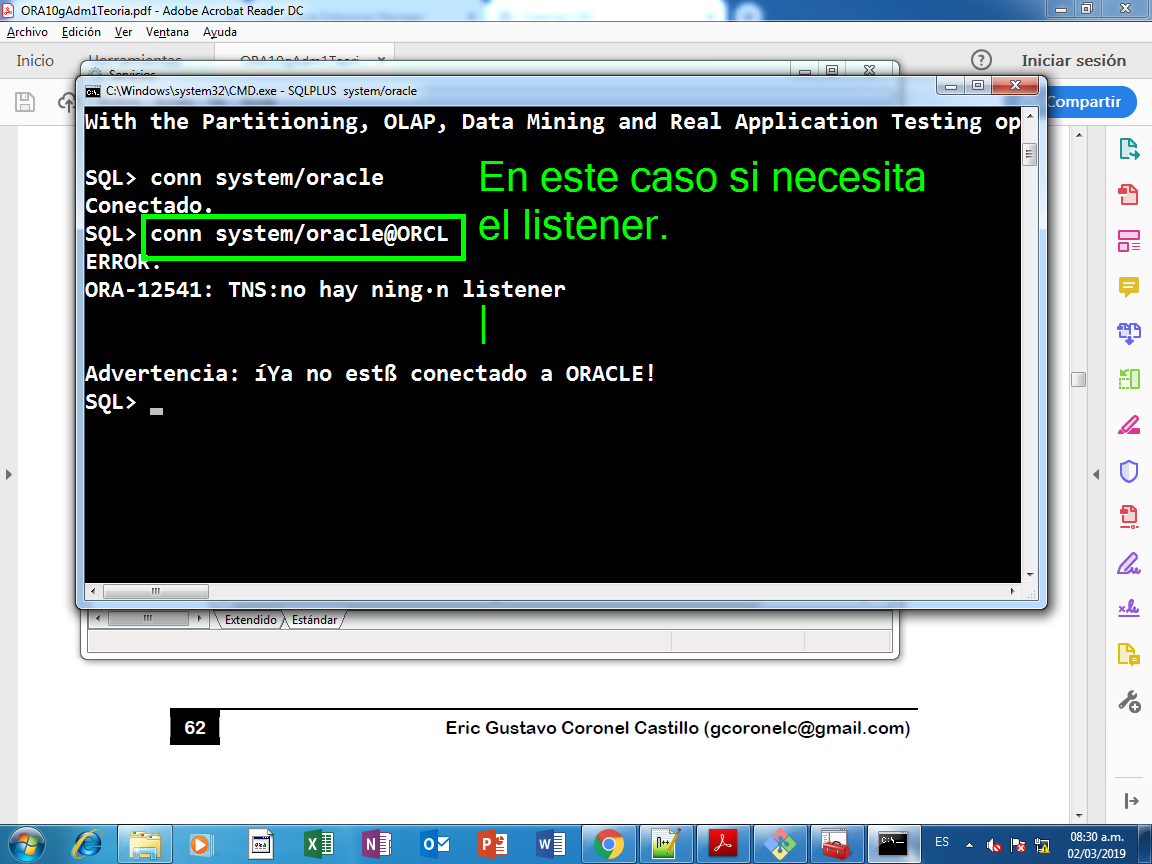 ORA10gAdm1Teoria.pdf - Adobe Acrobat Reader DC
Archivo Edición Ver Ventana Ayuda
Inicio Herramientas ORA10gAdm1Teori... × ? Iniciar sesión
Servicios
Compartir
C:\Windows\system32\CMD.exe - SQLPLUS system/oracle
With the Partitioning, OLAP, Data Mining and Real Application Testing op
SQL> conn system/oracle
Conectado.
SQL> conn system/oracle@ORCL
ERROR:
ORA-12541: TNS:no hay ning·n listener
Advertencia: íYa no estß conectado a ORACLE!
SQL>
En este caso si necesita
el listener.
Extendido Estándar
62 Eric Gustavo Coronel Castillo (gcoronelc@gmail.com)
ES 08:30 a.m.
02/03/2019